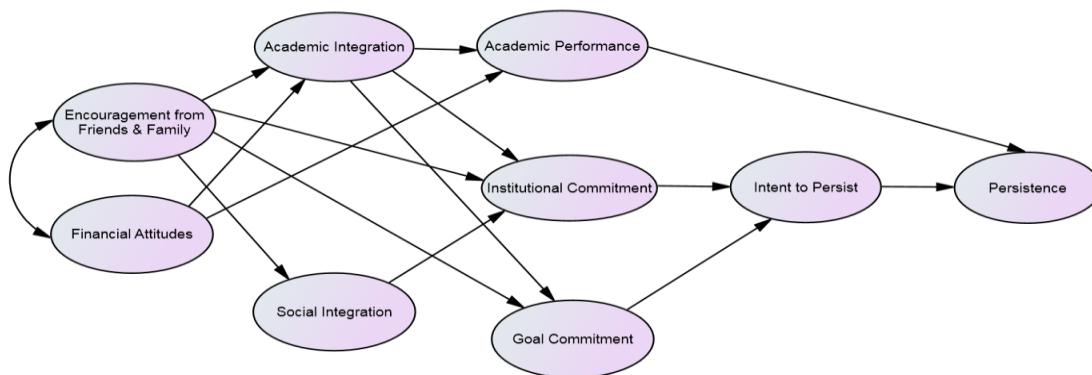 Academic Integration
Academic Performance
Encouragement from
Friends & Family
Institutional Commitment
Intent to Persist
Persistence
Financial Attitudes
Social Integration
Goal Commitment